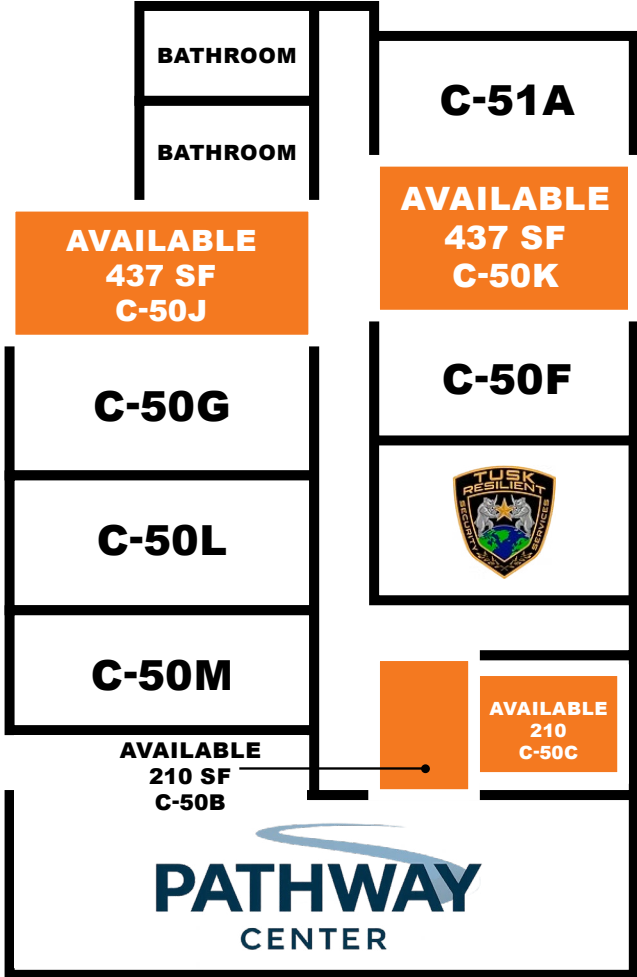 BATHROOM
BATHROOM
C-51A
AVAILABLE
437 SF
C-50J
AVAILABLE
437 SF
C-50K
C-50G
C-50F
C-50L
TUSK
RESILIENT
SECURITY
SERVICES
C-50M
AVAILABLE
210 SF
C-50B
AVAILABLE
210
C-50C
PATHWAY
CENTER